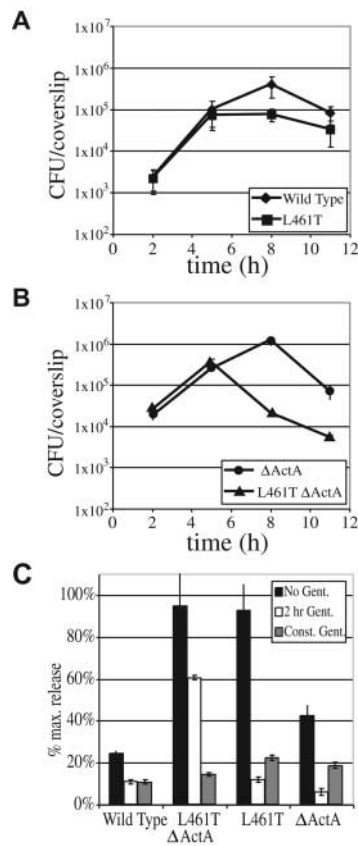 A
1x10⁷
1x10⁶
1x10⁵
1x10⁴
1x10³
1x10²
CFU/coverslip
Wild Type
L461T
0 2 4 6 8 10 12
time (h)
B
1x10⁷
1x10⁶
1x10⁵
1x10⁴
1x10³
CFU/coverslip
ΔActA
L461T ΔActA
0 2 4 6 8 10 12
time (h)
C
100%
80%
60%
40%
20%
0%
% max. release
No Gent.
2 hr Gent.
Const. Gent.
Wild Type L461T L461T ΔActA
ΔActA